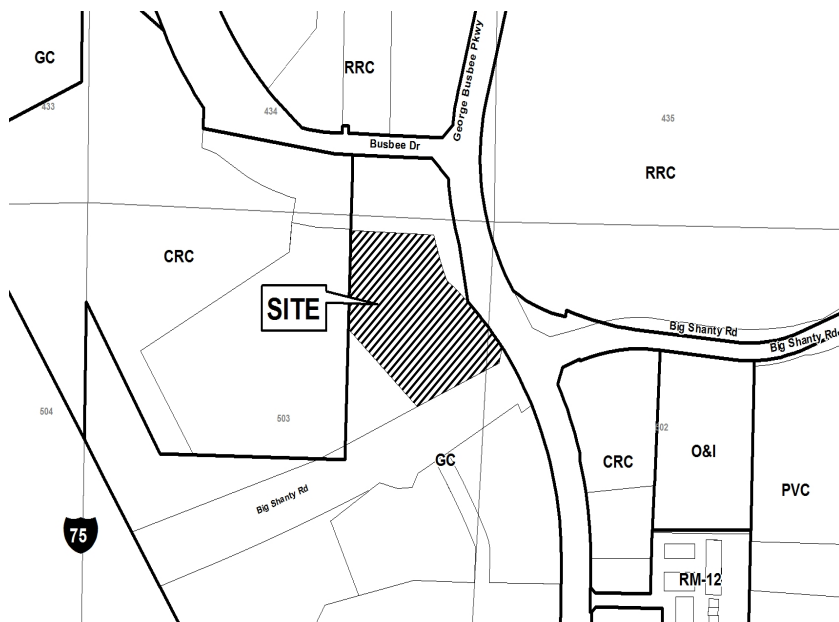 GC
RRC
George Busbee Pkwy
433
434
435
Busbee Dr
RRC
CRC
SITE
Big Shanty Rd
Big Shanty Rd
504
503
502
CRC
O&I
GC
PVC
Big Shanty Rd
75
RM-12